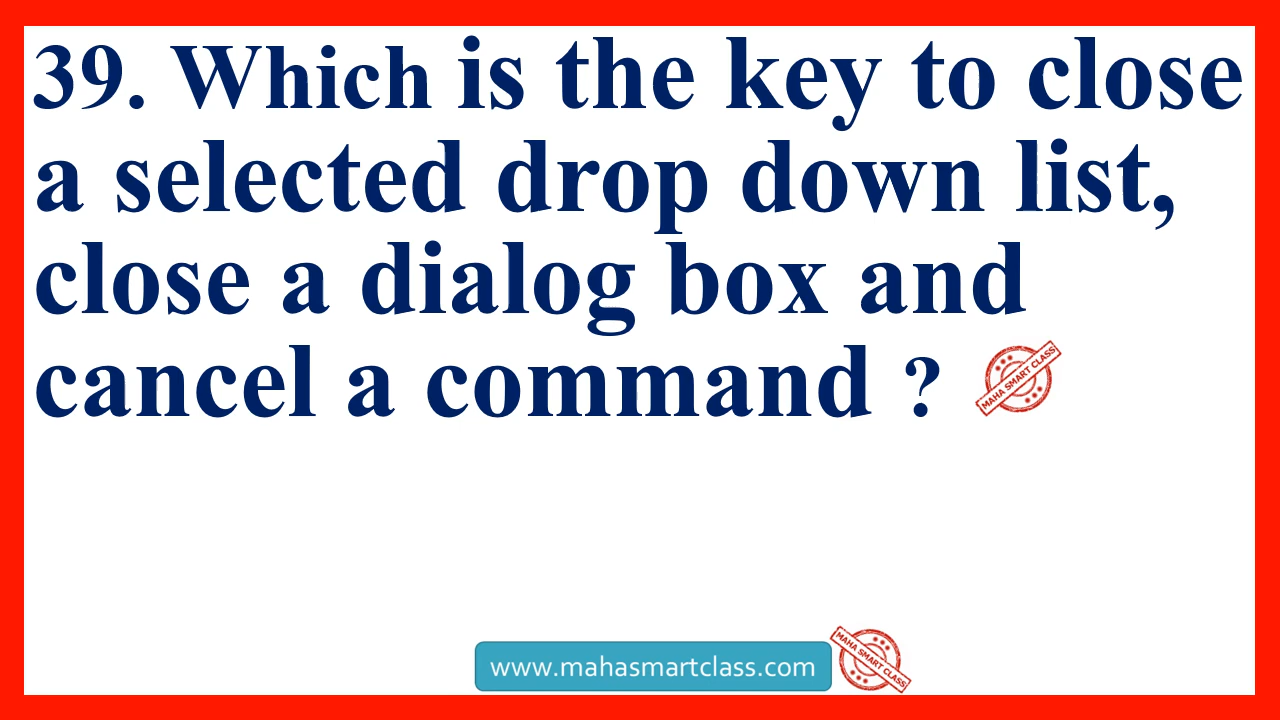 39. Which is the key to close
a selected drop down list,
close a dialog box and
cancel a command ?
MAHA SMART CLASS
www.mahasmartclass.com
MAHA SMART CLASS